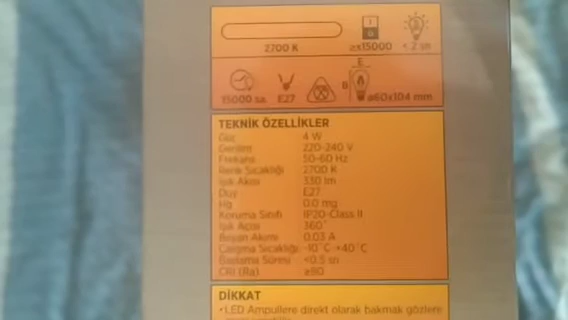 2700 K ≥x15000 < 2 sn
15000 sa. E27 E B ø60x104 mm
TEKNİK ÖZELLİKLER
Güç 4 W
Gerilim 220-240 V
Frekans 50-60 Hz
Renk Sıcaklığı 2700 K
Işık Akısı 330 lm
Duy E27
Hg 0.0 mg
Koruma Sınıfı IP20-Class II
Işık Açısı 360°
Beyan Akımı 0.03 A
Çalışma Sıcaklığı -10°C +40°C
Başlama Süresi <0.5 sn
CRI (Ra) ≥80
DİKKAT
•LED Ampullere direkt olarak bakmak gözlere